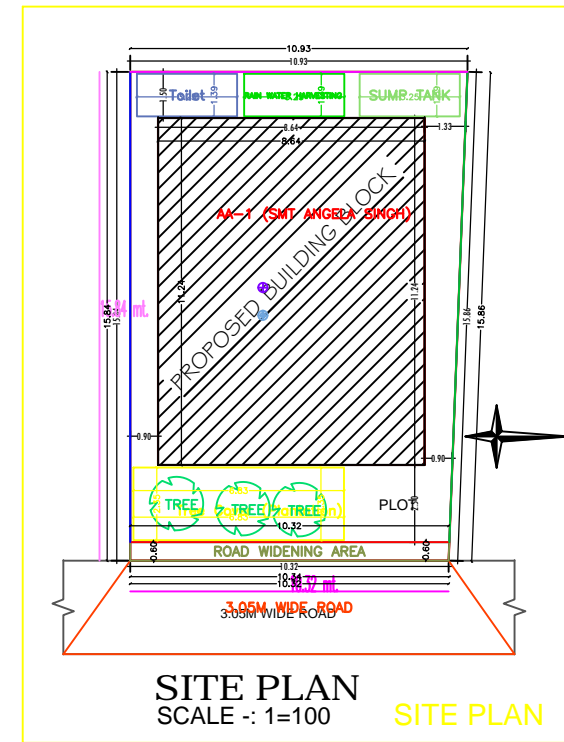 10.93
10.93
Toilet
RAIN WATER HARVESTING
SUMP TANK
1.50
1.39
1.39
8.64
8.64
1.33
AA-1 (SMT ANGELA SINGH)
PROPOSED BUILDING BLOCK
11.24
11.24
15.84
15.84 mt.
15.86
15.86
0.90
0.90
TREE
TREE
TREE
PLOT
10.32
ROAD WIDENING AREA
0.60
0.60
10.32
10.32 mt.
3.05M WIDE ROAD
3.05M WIDE ROAD
SITE PLAN
SCALE -: 1=100
SITE PLAN